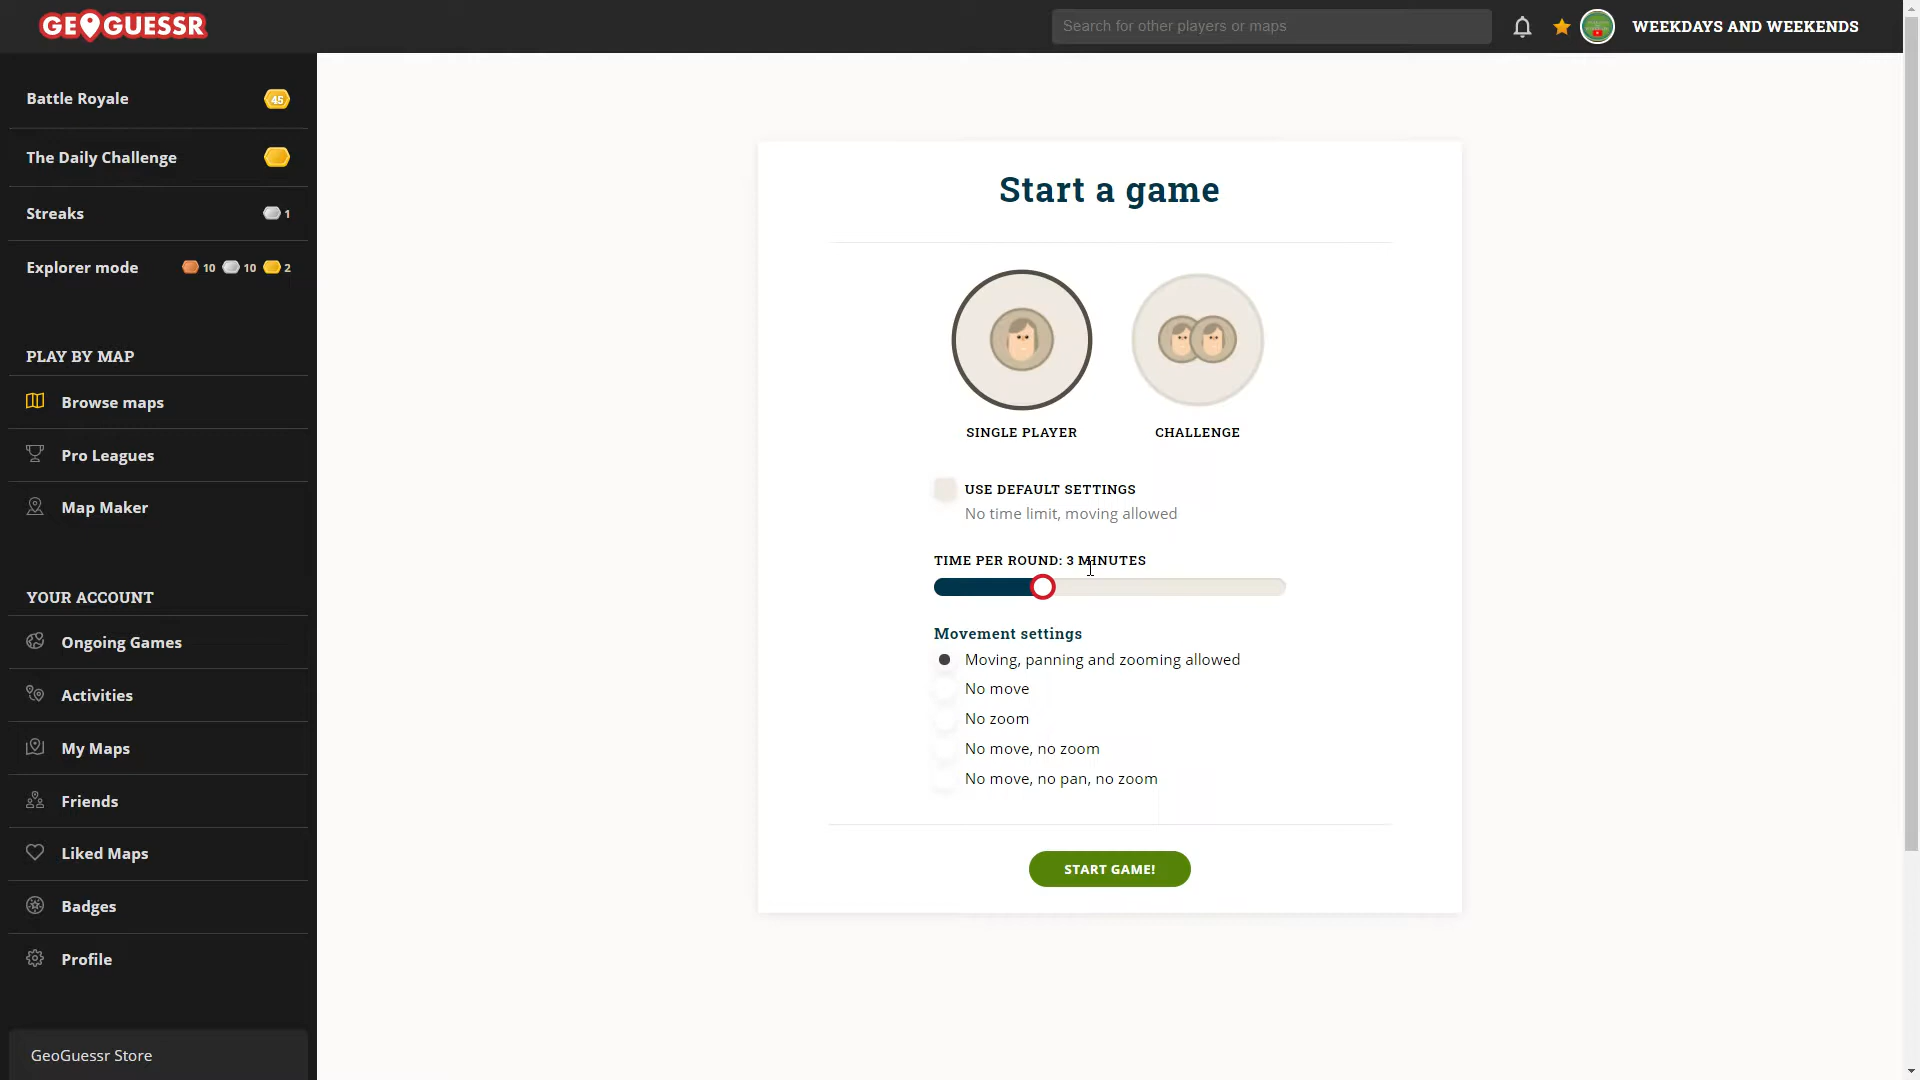 GEOGUESSR
Search for other players or maps
WEEKDAYS AND WEEKENDS
Battle Royale 45
The Daily Challenge
Streaks 1
Explorer mode 10 10 2
PLAY BY MAP
Browse maps
Pro Leagues
Map Maker
YOUR ACCOUNT
Ongoing Games
Activities
My Maps
Friends
Liked Maps
Badges
Profile
GeoGuessr Store
Start a game
SINGLE PLAYER CHALLENGE
USE DEFAULT SETTINGS
No time limit, moving allowed
TIME PER ROUND: 3 MINUTES
Movement settings
Moving, panning and zooming allowed
No move
No zoom
No move, no zoom
No move, no pan, no zoom
START GAME!